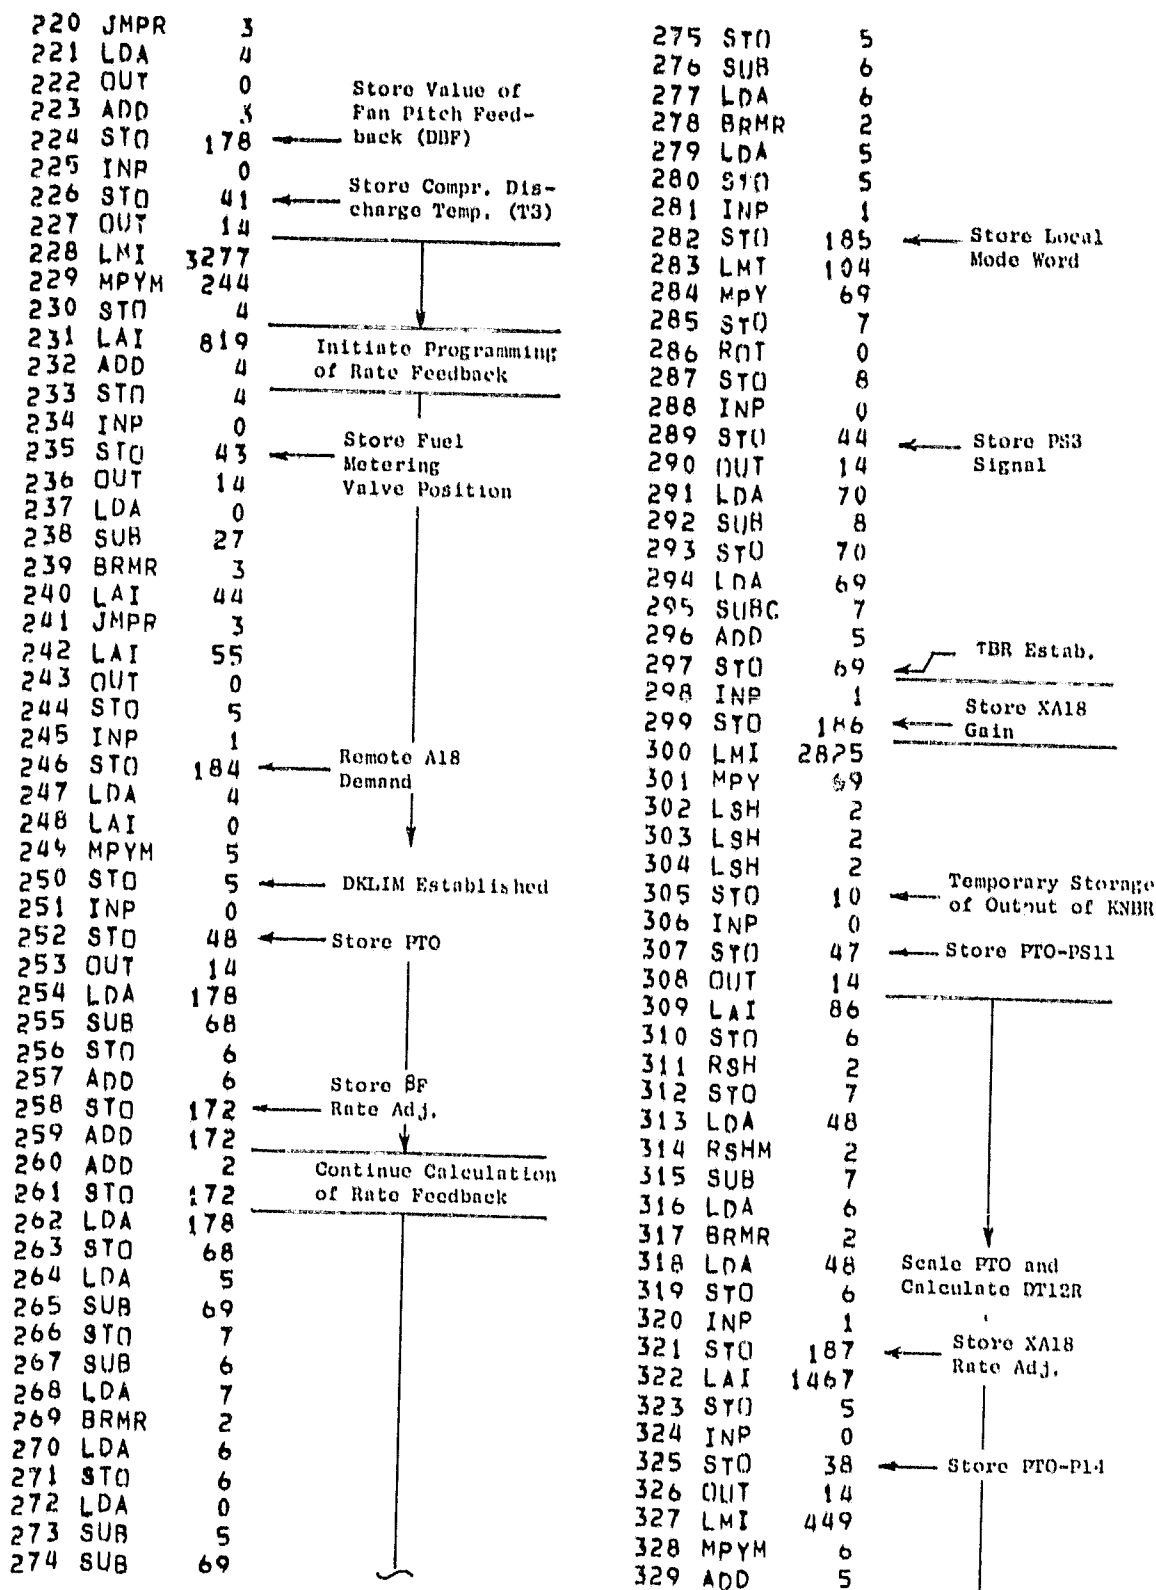 220 JMPR 3
221 LDA 4
222 OUT 0
223 ADD 3
224 STO 178
225 INP 0
226 STO 41
227 OUT 14
228 LMI 3277
229 MPYM 244
230 STO 4
231 LAI 819
232 ADD 4
233 STO 4
234 INP 0
235 STO 43
236 OUT 14
237 LDA 0
238 SUB 27
239 BRMR 3
240 LAI 44
241 JMPR 3
242 LAI 55
243 OUT 0
244 STO 5
245 INP 1
246 STO 184
247 LDA 4
248 LAI 0
249 MPYM 5
250 STO 5
251 INP 0
252 STO 48
253 OUT 14
254 LDA 178
255 SUB 68
256 STO 6
257 ADD 6
258 STO 172
259 ADD 172
260 ADD 2
261 STO 172
262 LDA 178
263 STO 68
264 LDA 5
265 SUB 69
266 STO 7
267 SUB 6
268 LDA 7
269 BRMR 2
270 LDA 6
271 STO 6
272 LDA 0
273 SUB 5
274 SUB 69
Store Value of
Fan Pitch Feed-
back (DBF)
Store Compr. Dis-
charge Temp. (T3)
Initiate Programming
of Rate Feedback
Store Fuel
Metering
Valve Position
Remote A18
Demand
DKLIM Established
Store PTO
Store BF
Rate Adj.
Continue Calculation
of Rate Feedback
275 STO 5
276 SUB 6
277 LDA 6
278 BRMR 2
279 LDA 5
280 STO 5
281 INP 1
282 STO 185
283 LMI 104
284 MPY 69
285 STO 7
286 ROT 0
287 STO 8
288 INP 0
289 STO 44
290 OUT 14
291 LDA 70
292 SUB 8
293 STO 70
294 LDA 69
295 SUBC 7
296 ADD 5
297 STO 69
298 INP 1
299 STO 186
300 LMI 2825
301 MPY 69
302 LSH 2
303 LSH 2
304 LSH 2
305 STO 10
306 INP 0
307 STO 47
308 OUT 14
309 LAI 86
310 STO 6
311 RSH 2
312 STO 7
313 LDA 48
314 RSHM 2
315 SUB 7
316 LDA 6
317 BRMR 2
318 LDA 48
319 STO 6
320 INP 1
321 STO 187
322 LAI 1467
323 STO 5
324 INP 0
325 STO 38
326 OUT 14
327 LMI 449
328 MPYM 6
329 ADD 5
Store Local
Mode Word
Store PS3
Signal
TBR Estab.
Store XA18
Gain
Temporary Storage
of Output of KNBR
Store PTO-PS11
Scale PTO and
Calculate DT12R
Store XA18
Rate Adj.
Store PTO-P14